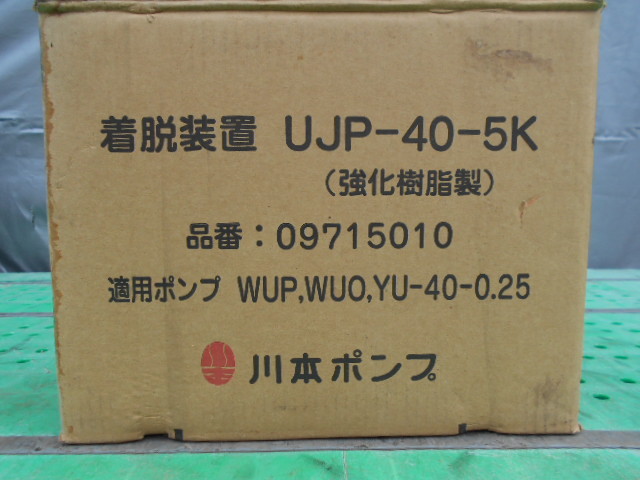 着脱装置 UJP-40-5K
（強化樹脂製）
品番：09715010
適用ポンプ WUP,WUO,YU-40-0.25
川本ポンプ